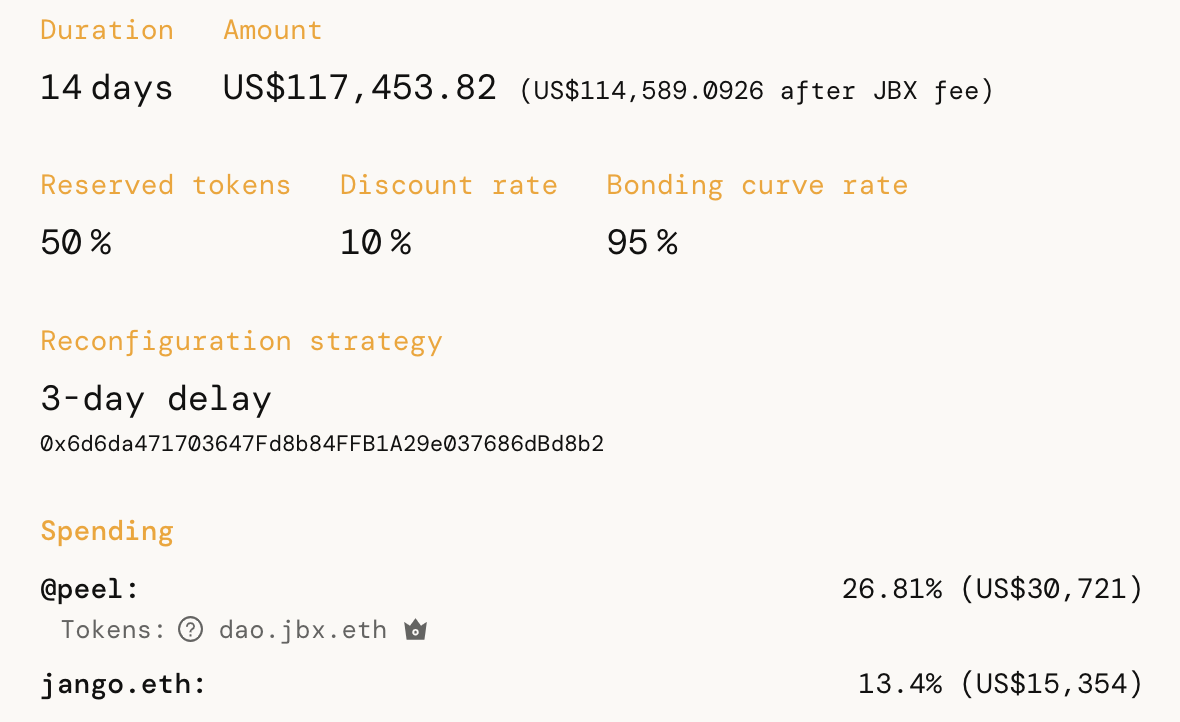 Duration Amount
14 days US$117,453.82 (US$114,589.0926 after JBX fee)
Reserved tokens Discount rate Bonding curve rate
50 % 10 % 95 %
Reconfiguration strategy
3-day delay
0x6d6da471703647Fd8b84FFB1A29e037686dBd8b2
Spending
@peel: 26.81% (US$30,721)
Tokens: ? dao.jbx.eth
jango.eth: 13.4% (US$15,354)